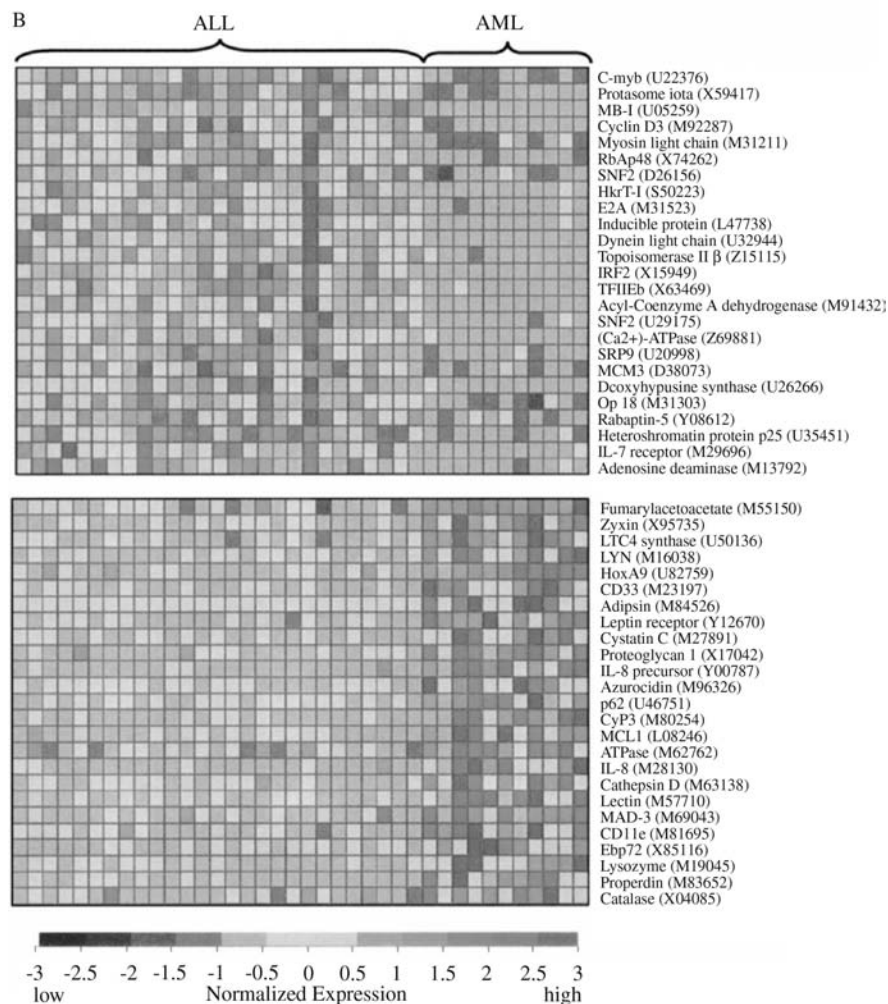 B
ALL AML
C-myb (U22376)
Protasome iota (X59417)
MB-I (U05259)
Cyclin D3 (M92287)
Myosin light chain (M31211)
RbAp48 (X74262)
SNF2 (D26156)
HkrT-I (S50223)
E2A (M31523)
Inducible protein (L47738)
Dynein light chain (U32944)
Topoisomerase II β (Z15115)
IRF2 (X15949)
TFIIEb (X63469)
Acyl-Coenzyme A dehydrogenase (M91432)
SNF2 (U29175)
(Ca2+)-ATPase (Z69881)
SRP9 (U20998)
MCM3 (D38073)
Dcoxyhypusine synthase (U26266)
Op 18 (M31303)
Rabaptin-5 (Y08612)
Heteroshromatin protein p25 (U35451)
IL-7 receptor (M29696)
Adenosine deaminase (M13792)
Fumarylacetoacetate (M55150)
Zyxin (X95735)
LTC4 synthase (U50136)
LYN (M16038)
HoxA9 (U82759)
CD33 (M23197)
Adipsin (M84526)
Leptin receptor (Y12670)
Cystatin C (M27891)
Proteoglycan 1 (X17042)
IL-8 precursor (Y00787)
Azurocidin (M96326)
p62 (U46751)
CyP3 (M80254)
MCL1 (L08246)
ATPase (M62762)
IL-8 (M28130)
Cathepsin D (M63138)
Lectin (M57710)
MAD-3 (M69043)
CD11e (M81695)
Ebp72 (X85116)
Lysozyme (M19045)
Properdin (M83652)
Catalase (X04085)
-3 -2.5 -2 -1.5 -1 -0.5 0 0.5 1 1.5 2 2.5 3
low Normalized Expression high